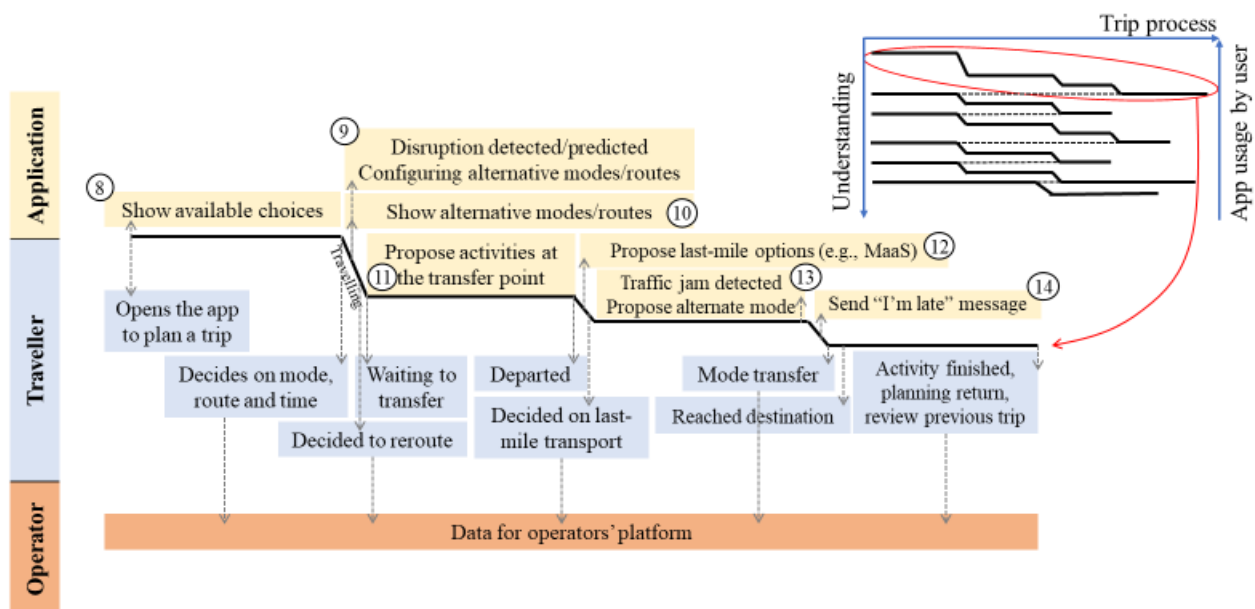 Trip process
Understanding
App usage by user
Application
9
Disruption detected/predicted
Configuring alternative modes/routes
8
Show available choices
Show alternative modes/routes
10
Travelling
11
Propose activities at
the transfer point
Propose last-mile options (e.g., MaaS)
12
Traffic jam detected
13
Propose alternate mode
Send “I’m late” message
14
Traveller
Opens the app
to plan a trip
Decides on mode,
route and time
Waiting to
transfer
Decided to reroute
Departed
Decided on last-
mile transport
Mode transfer
Reached destination
Activity finished,
planning return,
review previous trip
Operator
Data for operators’ platform